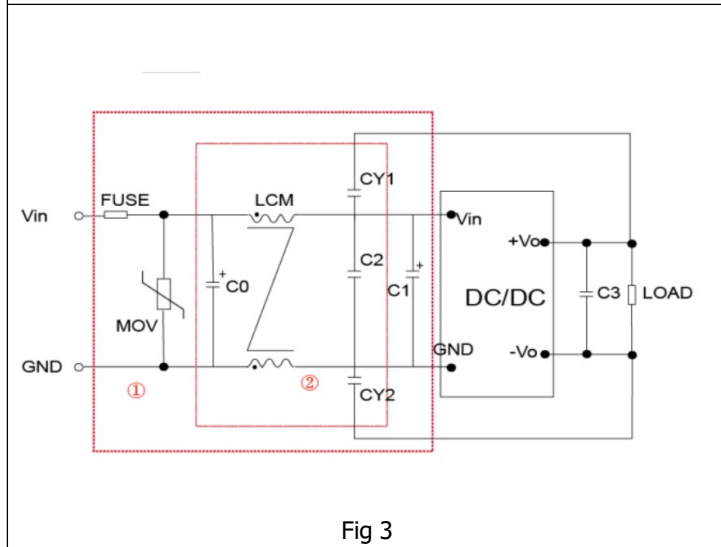 CY1
FUSE
LCM
Vin
Vin
+Vo
C2
+
C0
+
C1
DC/DC
C3
LOAD
MOV
GND
GND
-Vo
①
②
CY2
Fig 3